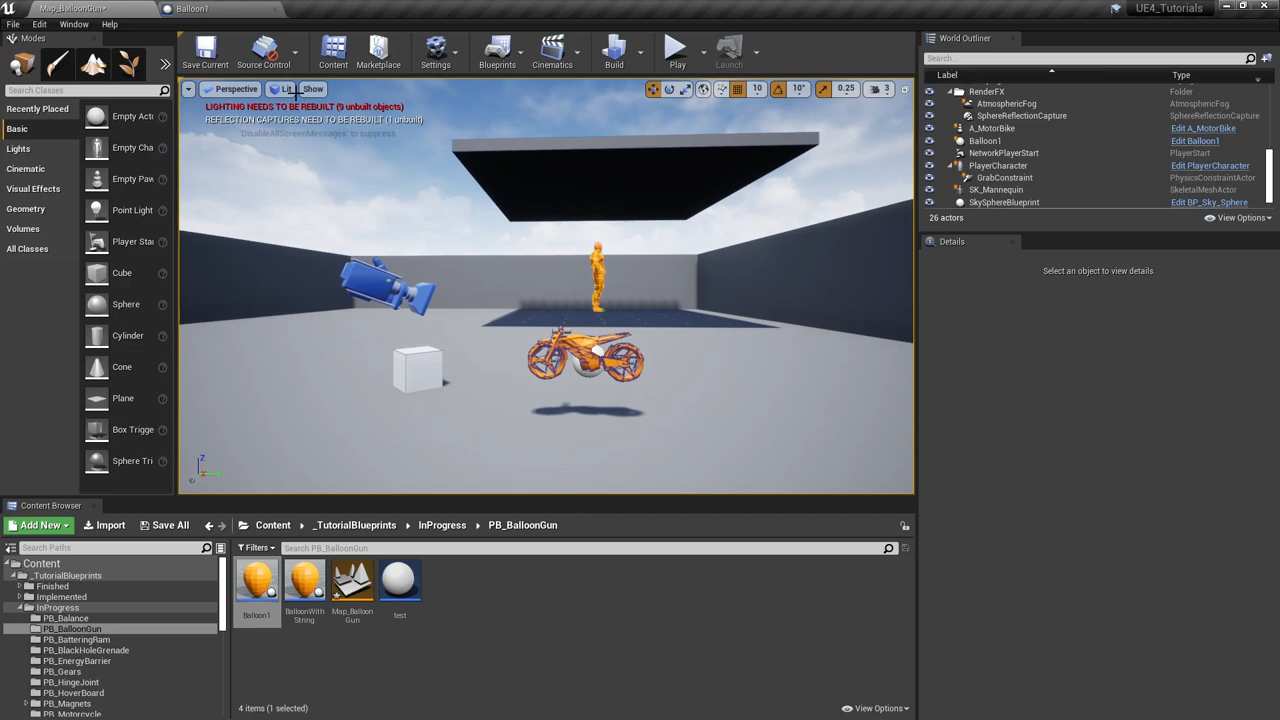 Map_BalloonGun*
Balloon1
UE4_Tutorials
File Edit Window Help
Modes
Search Classes
Recently Placed
Basic
Lights
Cinematic
Visual Effects
Geometry
Volumes
All Classes
Empty Acto
Empty Cha
Empty Paw
Point Light
Player Star
Cube
Sphere
Cylinder
Cone
Plane
Box Trigge
Sphere Tri
Save Current
Source Control
Content
Marketplace
Settings
Blueprints
Cinematics
Build
Play
Launch
Perspective
Show
10
10°
0.25
3
LIGHTING NEEDS TO BE REBUILT (9 unbuilt objects)
REFLECTION CAPTURES NEED TO BE REBUILT (1 unbuilt)
'DisableAllScreenMessages' to suppress
Z
World Outliner
Search...
Label Type
RenderFX Folder
AtmosphericFog AtmosphericFog
SphereReflectionCapture SphereReflectionCapture
A_MotorBike Edit A_MotorBike
Balloon1 Edit Balloon1
NetworkPlayerStart PlayerStart
PlayerCharacter Edit PlayerCharacter
GrabConstraint PhysicsConstraintActor
SK_Mannequin SkeletalMeshActor
SkySphereBlueprint Edit BP_Sky_Sphere
26 actors
View Options
Details
Select an object to view details.
Content Browser
Add New Import Save All Content _TutorialBlueprints InProgress PB_BalloonGun
Search Paths
Content
_TutorialBlueprints
Finished
Implemented
InProgress
PB_Balance
PB_BalloonGun
PB_BatteringRam
PB_BlackHoleGrenade
PB_EnergyBarrier
PB_Gears
PB_HingeJoint
PB_HoverBoard
PB_Magnets
PB_Motorcycle
Filters Search PB_BalloonGun
Balloon1
BalloonWith
String
Map_Balloon
Gun
test
4 items (1 selected)
View Options